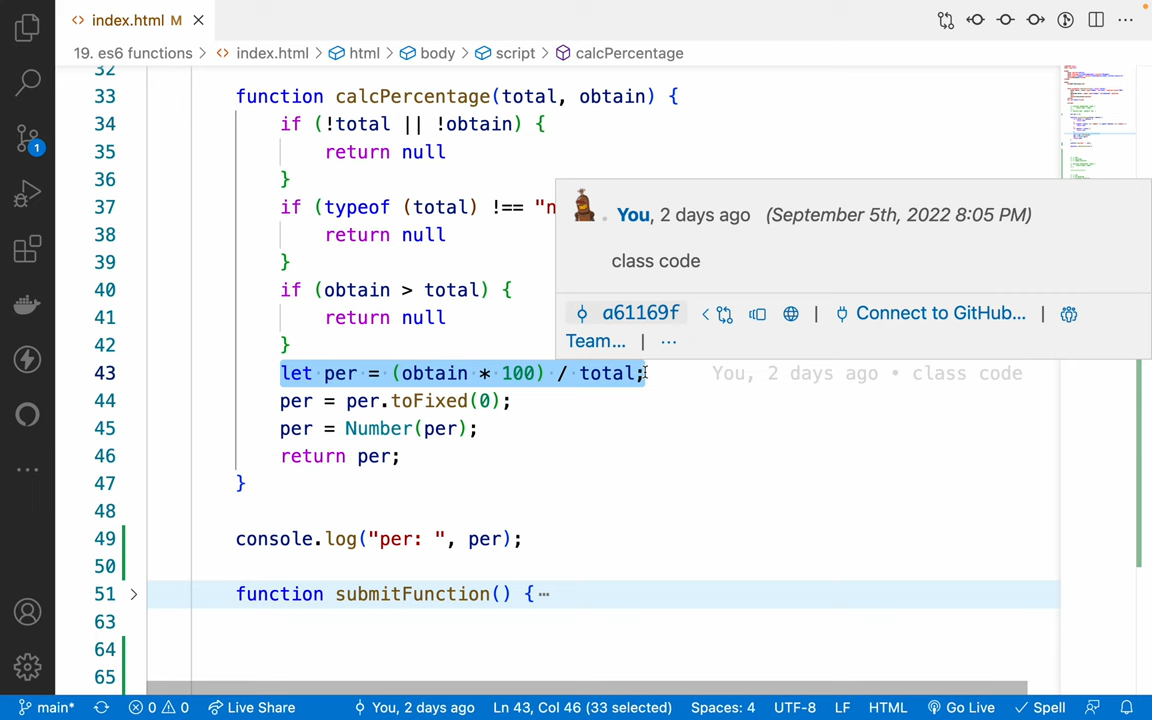 index.html M
19. es6 functions > index.html > html > body > script > calcPercentage
32
33 function calcPercentage(total, obtain) {
34 if (!total || !obtain) {
35 return null
36 }
37 if (typeof (total) !== "n
38 return null
39 }
40 if (obtain > total) {
41 return null
42 }
43 let per = (obtain * 100) / total; You, 2 days ago • class code
44 per = per.toFixed(0);
45 per = Number(per);
46 return per;
47 }
48
49 console.log("per: ", per);
50
51 function submitFunction() {⋯
63
64
65
You, 2 days ago (September 5th, 2022 8:05 PM)
class code
a61169f | Connect to GitHub... |
Team... | ···
1
main* 0 0 Live Share You, 2 days ago Ln 43, Col 46 (33 selected) Spaces: 4 UTF-8 LF HTML Go Live Spell